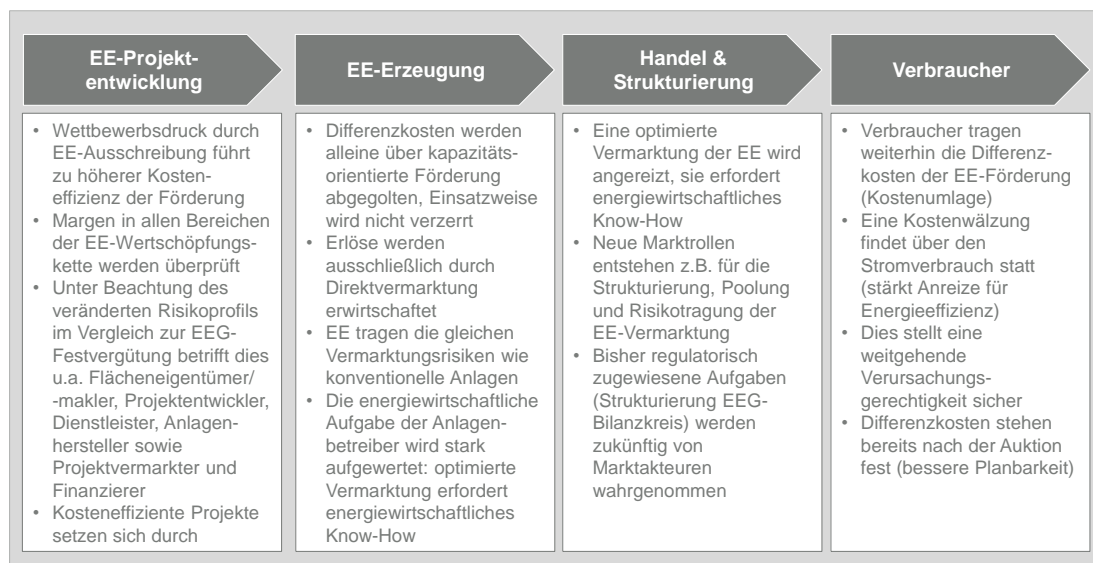 EE-Projekt-
entwicklung
• Wettbewerbsdruck durch
EE-Ausschreibung führt
zu höherer Kosten-
effizienz der Förderung
• Margen in allen Bereichen
der EE-Wertschöpfungs-
kette werden überprüft
• Unter Beachtung des
veränderten Risikoprofils
im Vergleich zur EEG-
Festvergütung betrifft dies
u.a. Flächeneigentümer/
-makler, Projektentwickler,
Dienstleister, Anlagen-
hersteller sowie
Projektvermarkter und
Finanzierer
• Kosteneffiziente Projekte
setzen sich durch
EE-Erzeugung
• Differenzkosten werden
alleine über kapazitäts-
orientierte Förderung
abgegolten, Einsatzweise
wird nicht verzerrt
• Erlöse werden
ausschließlich durch
Direktvermarktung
erwirtschaftet
• EE tragen die gleichen
Vermarktungsrisiken wie
konventionelle Anlagen
• Die energiewirtschaftliche
Aufgabe der Anlagen-
betreiber wird stark
aufgewertet: optimierte
Vermarktung erfordert
energiewirtschaftliches
Know-How
Handel &
Strukturierung
• Eine optimierte
Vermarktung der EE wird
angereizt, sie erfordert
energiewirtschaftliches
Know-How
• Neue Marktrollen
entstehen z.B. für die
Strukturierung, Poolung
und Risikotragung der
EE-Vermarktung
• Bisher regulatorisch
zugewiesene Aufgaben
(Strukturierung EEG-
Bilanzkreis) werden
zukünftig von
Marktakteuren
wahrgenommen
Verbraucher
• Verbraucher tragen
weiterhin die Differenz-
kosten der EE-Förderung
(Kostenumlage)
• Eine Kostenwälzung
findet über den
Stromverbrauch statt
(stärkt Anreize für
Energieeffizienz)
• Dies stellt eine
weitgehende
Verursachungs-
gerechtigkeit sicher
• Differenzkosten stehen
bereits nach der Auktion
fest (bessere Planbarkeit)